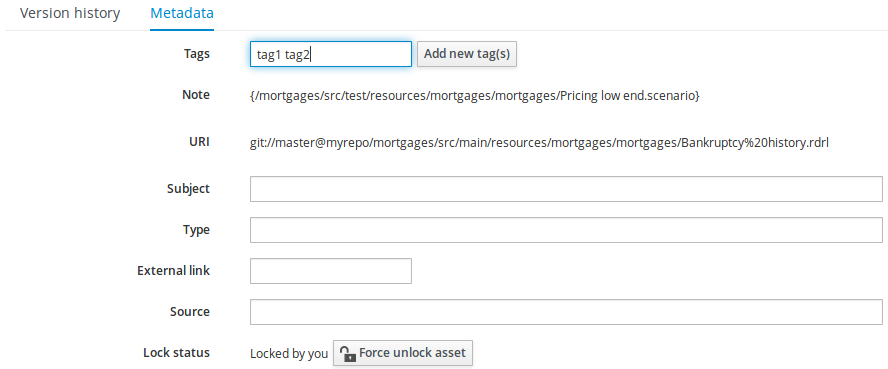 Version history Metadata
Tags tag1 tag2 Add new tag(s)
Note {/mortgages/src/test/resources/mortgages/mortgages/Pricing low end.scenario}
URI git://master@myrepo/mortgages/src/main/resources/mortgages/mortgages/Bankruptcy%20history.rdrl
Subject
Type
External link
Source
Lock status Locked by you Force unlock asset